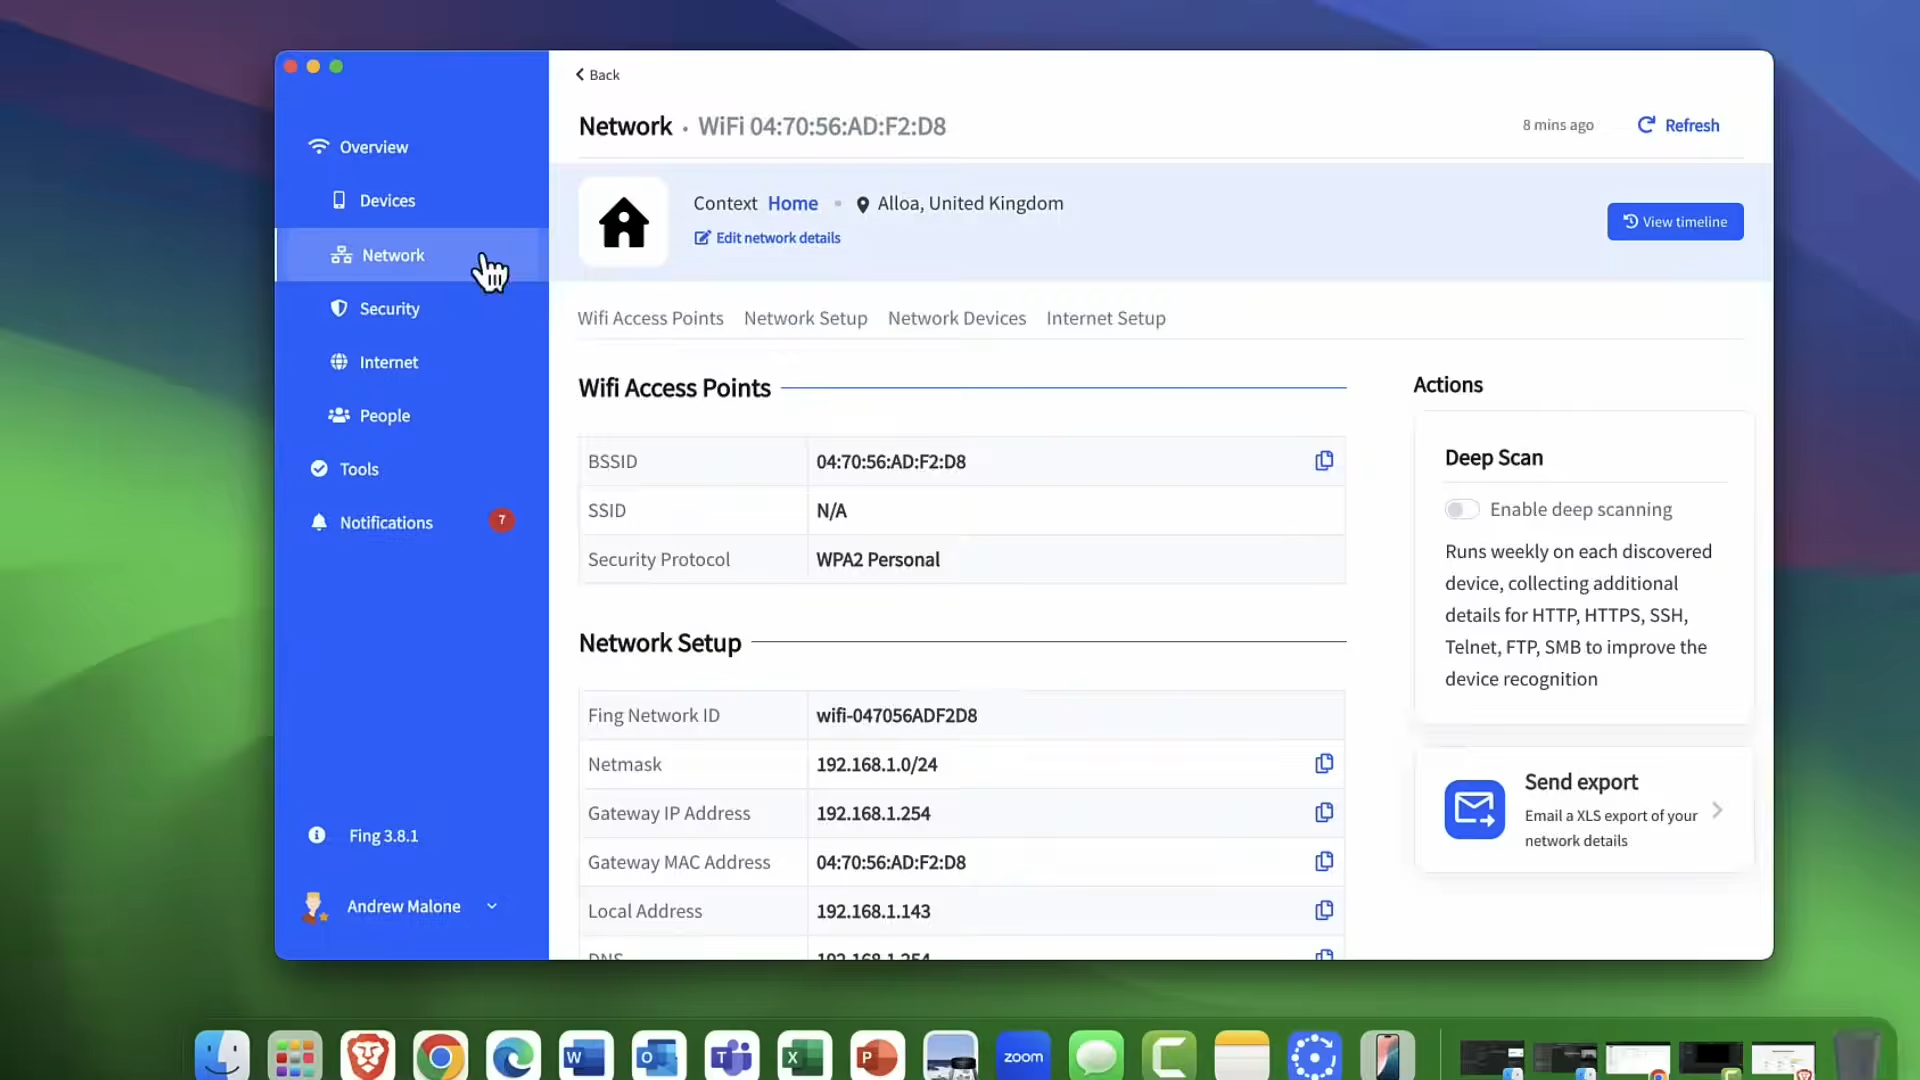 Back
Network • WiFi 04:70:56:AD:F2:D8
8 mins ago
Refresh
Overview
Devices
Network
Security
Internet
People
Tools
Notifications
7
Fing 3.8.1
Andrew Malone
Context Home
Alloa, United Kingdom
Edit network details
View timeline
Wifi Access Points
Network Setup
Network Devices
Internet Setup
Wifi Access Points
BSSID 04:70:56:AD:F2:D8
SSID N/A
Security Protocol WPA2 Personal
Network Setup
Fing Network ID wifi-047056ADF2D8
Netmask 192.168.1.0/24
Gateway IP Address 192.168.1.254
Gateway MAC Address 04:70:56:AD:F2:D8
Local Address 192.168.1.143
DNS 192.168.1.254
Actions
Deep Scan
Enable deep scanning
Runs weekly on each discovered
device, collecting additional
details for HTTP, HTTPS, SSH,
Telnet, FTP, SMB to improve the
device recognition
Send export
Email a XLS export of your
network details
W
O
T
X
P
zoom